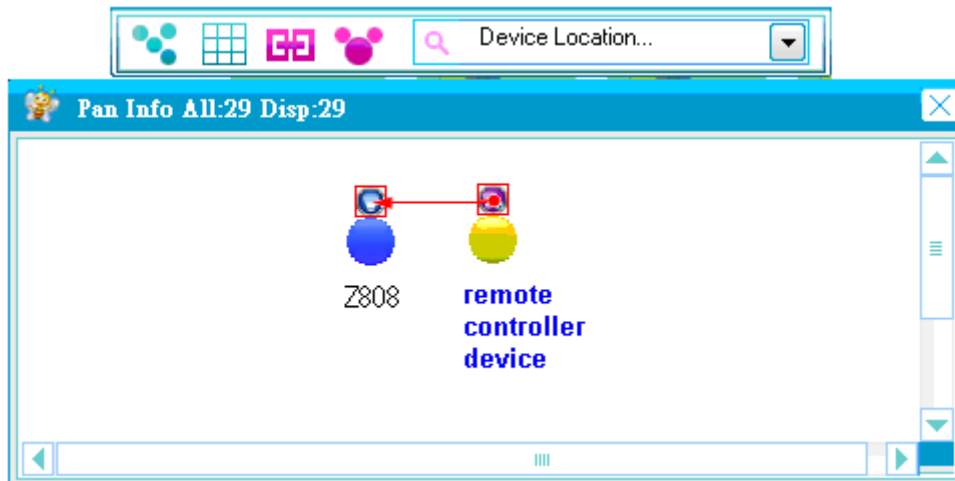 Device Location...
Pan Info All:29 Disp:29
Z808
remote
controller
device